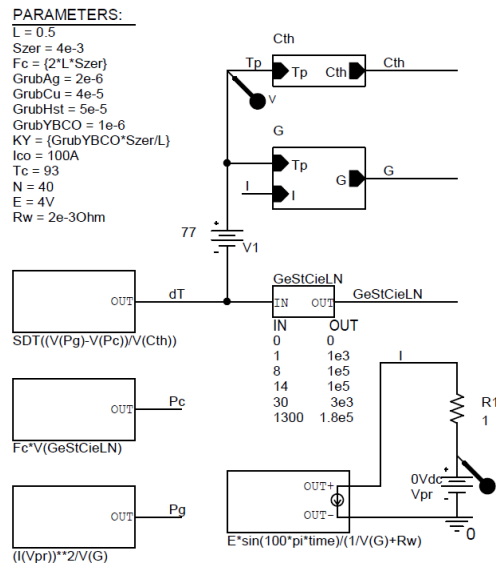 PARAMETERS:
L = 0.5
Szer = 4e-3
Fc = {2*L*Szer}
GrubAg = 2e-6
GrubCu = 4e-5
GrubHst = 5e-5
GrubYBCO = 1e-6
KY = {GrubYBCO*Szer/L}
Ico = 100A
Tc = 93
N = 40
E = 4V
Rw = 2e-3Ohm
Cth
Tp
Tp
Cth
Cth
V
G
Tp
I
I
G
G
77
V1
OUT
dT
SDT((V(Pg)-V(Pc))/V(Cth))
GeStCieLN
IN
OUT
GeStCieLN
IN OUT
0 0
1 1e3
8 1e5
14 1e5
30 3e3
1300 1.8e5
OUT
Pc
Fc*V(GeStCieLN)
I
R1
1
0Vdc
Vpr
0
OUT+
OUT-
E*sin(100*pi*time)/(1/V(G)+Rw)
OUT
Pg
(I(Vpr))**2/V(G)